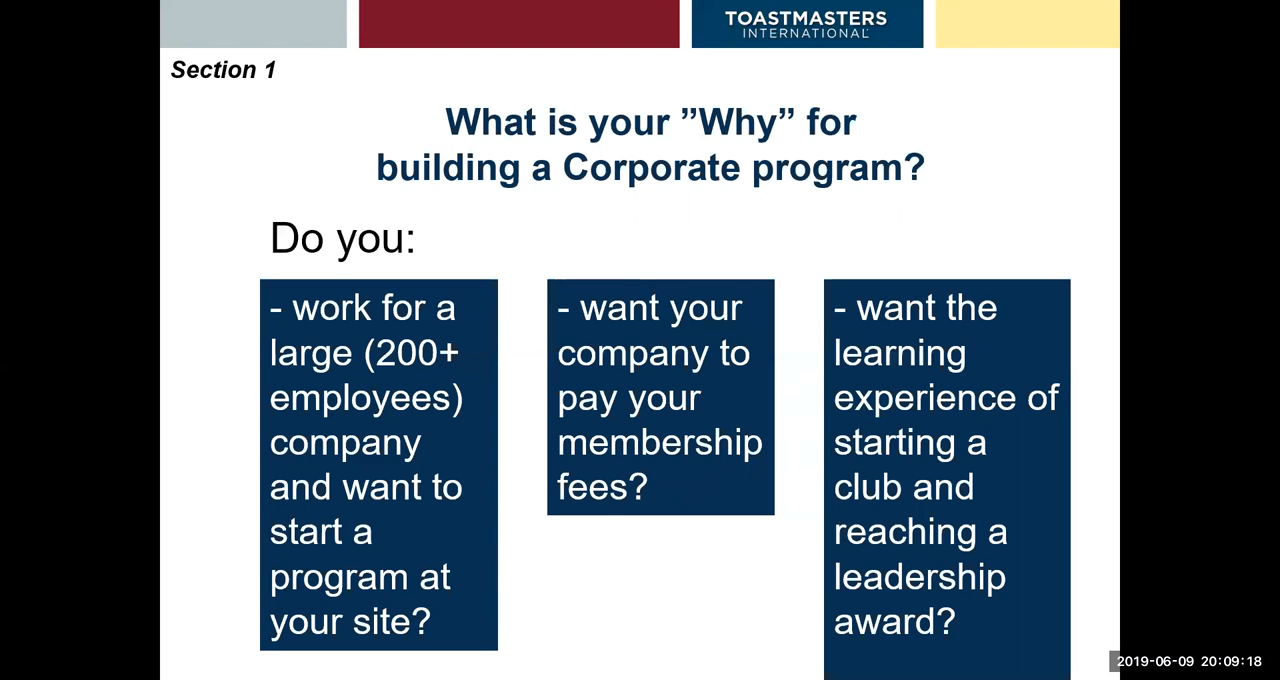 TOASTMASTERS
INTERNATIONAL
Section 1
What is your ”Why” for
building a Corporate program?
Do you:
- work for a
large (200+
employees)
company
and want to
start a
program at
your site?
- want your
company to
pay your
membership
fees?
- want the
learning
experience of
starting a
club and
reaching a
leadership
award?
2019-06-09 20:09:18